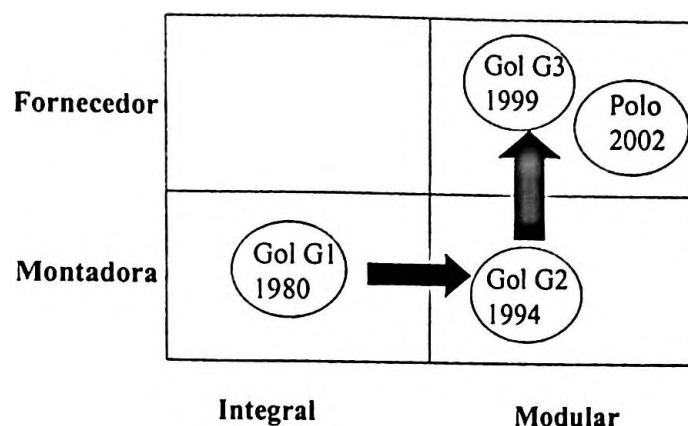 Fornecedor
Gol G3
1999
Polo
2002
Montadora
Gol G1
1980
Gol G2
1994
Integral
Modular